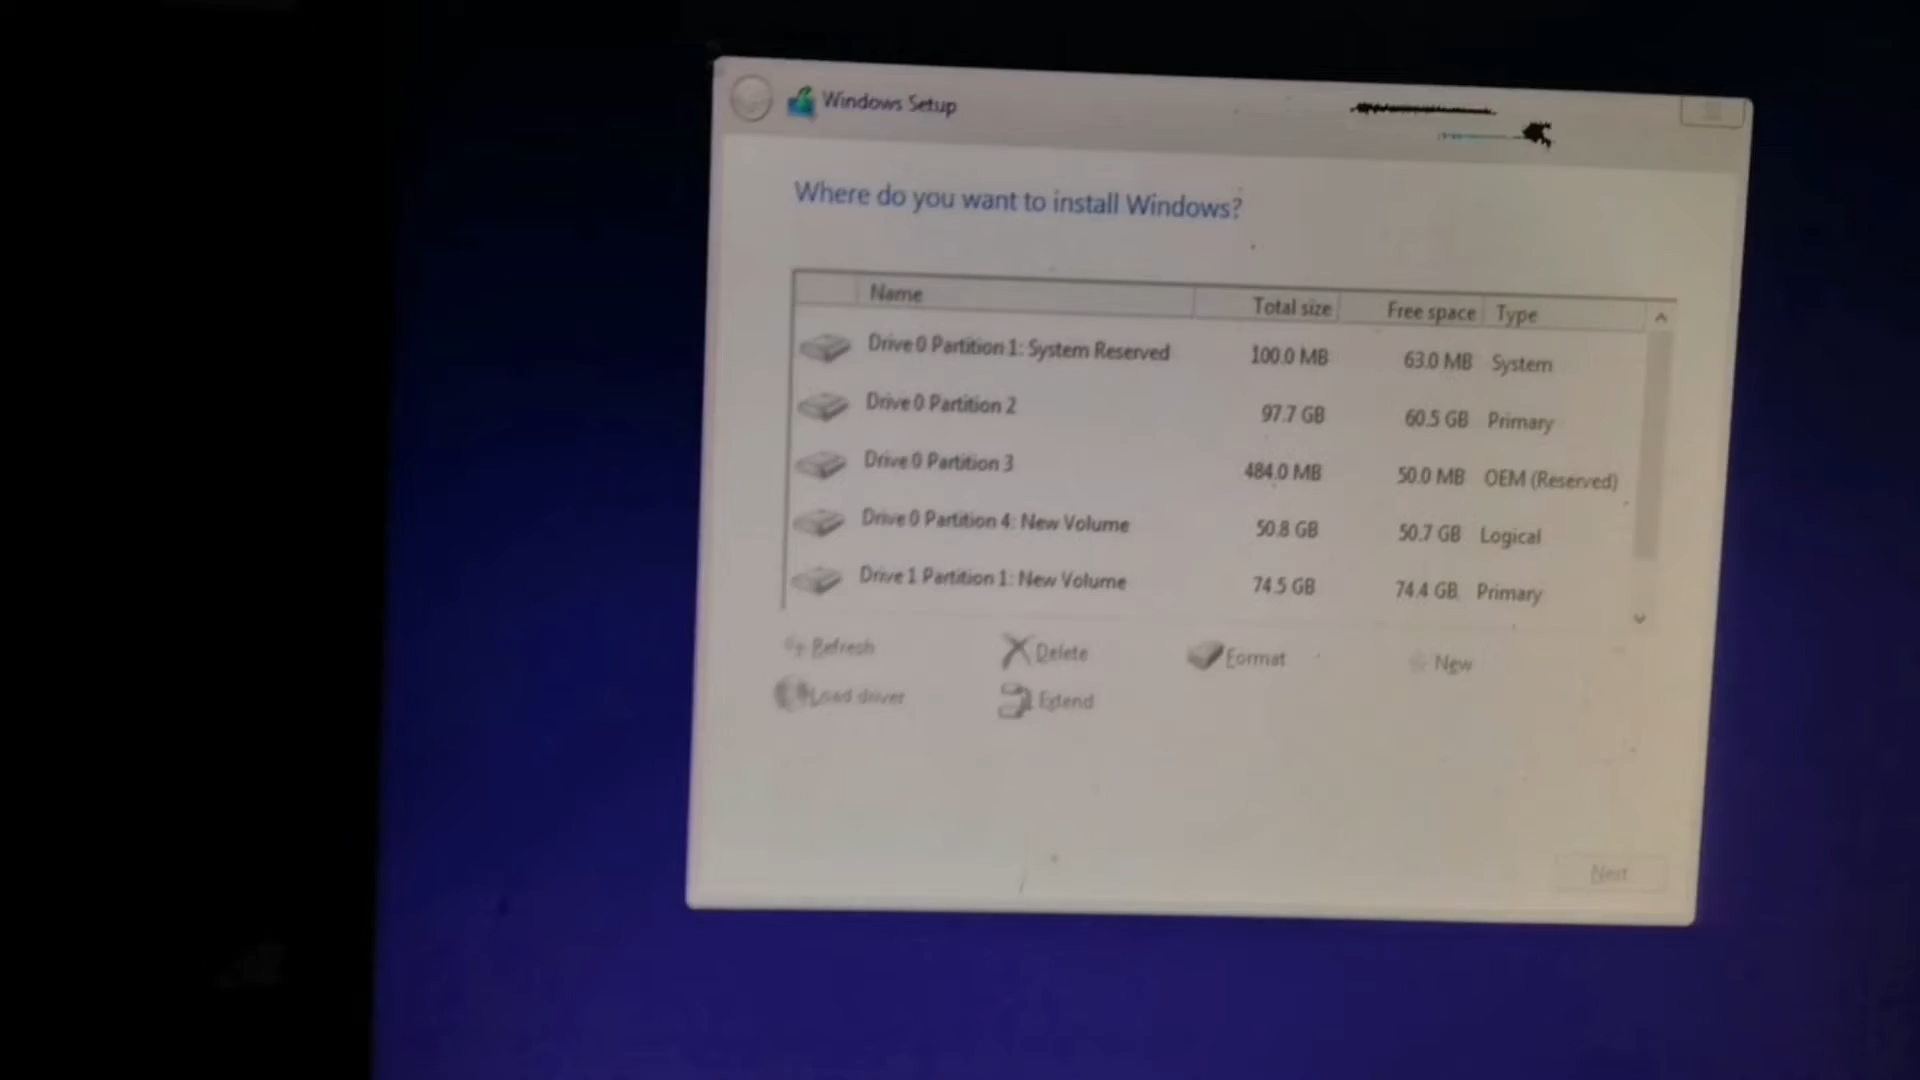 Windows Setup
Where do you want to install Windows?
Name Total size Free space Type
Drive 0 Partition 1: System Reserved 100.0 MB 63.0 MB System
Drive 0 Partition 2 97.7 GB 60.5 GB Primary
Drive 0 Partition 3 484.0 MB 50.0 MB OEM (Reserved)
Drive 0 Partition 4: New Volume 50.8 GB 50.7 GB Logical
Drive 1 Partition 1: New Volume 74.5 GB 74.4 GB Primary
Refresh Delete Format New
Load driver Extend
Next